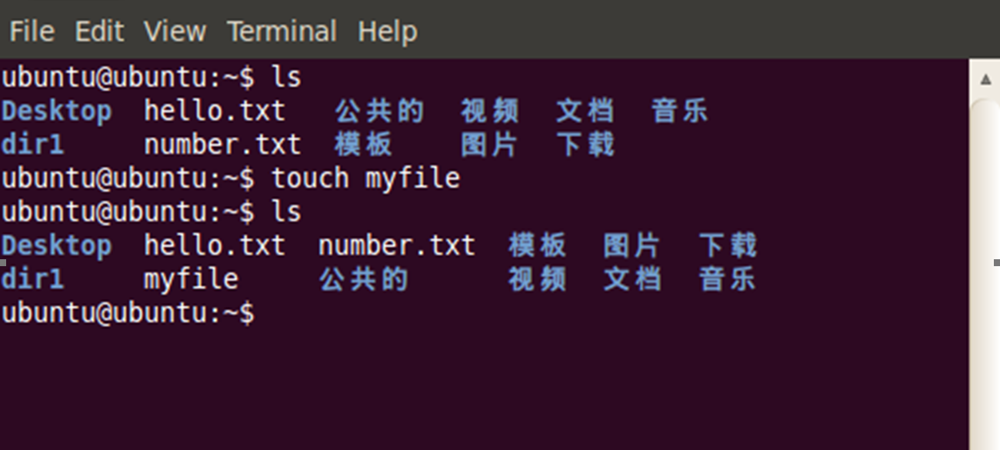 File Edit View Terminal Help
ubuntu@ubuntu:~$ ls
Desktop hello.txt 公共的 视频 文档 音乐
dir1 number.txt 模板 图片 下载
ubuntu@ubuntu:~$ touch myfile
ubuntu@ubuntu:~$ ls
Desktop hello.txt number.txt 模板 图片 下载
dir1 myfile 公共的 视频 文档 音乐
ubuntu@ubuntu:~$